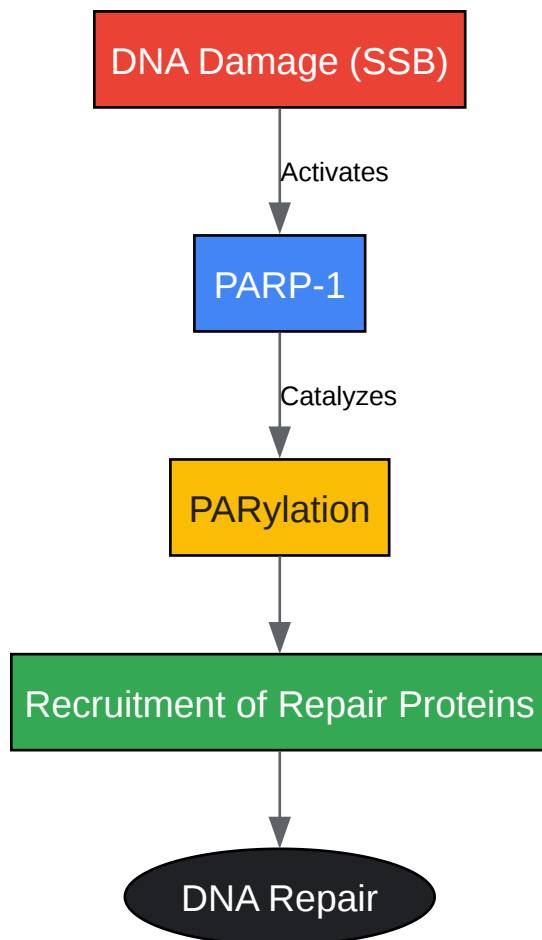 DNA Damage (SSB)
Activates
PARP-1
Catalyzes
PARylation
Recruitment of Repair Proteins
DNA Repair